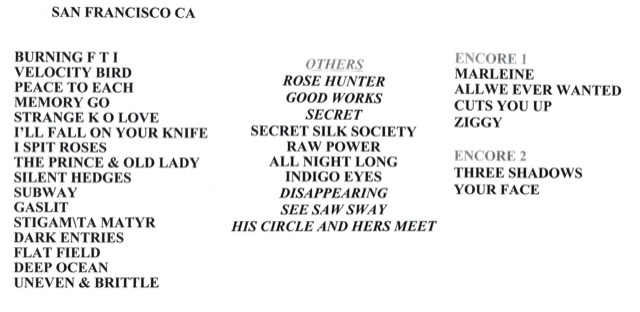 SAN FRANCISCO CA
BURNING F T I
VELOCITY BIRD
PEACE TO EACH
MEMORY GO
STRANGE K O LOVE
I'LL FALL ON YOUR KNIFE
I SPIT ROSES
THE PRINCE & OLD LADY
SILENT HEDGES
SUBWAY
GASLIT
STIGAM\TA MATYR
DARK ENTRIES
FLAT FIELD
DEEP OCEAN
UNEVEN & BRITTLE
OTHERS
ROSE HUNTER
GOOD WORKS
SECRET
SECRET SILK SOCIETY
RAW POWER
ALL NIGHT LONG
INDIGO EYES
DISAPPEARING
SEE SAW SWAY
HIS CIRCLE AND HERS MEET
ENCORE 1
MARLEINE
ALLWE EVER WANTED
CUTS YOU UP
ZIGGY
ENCORE 2
THREE SHADOWS
YOUR FACE